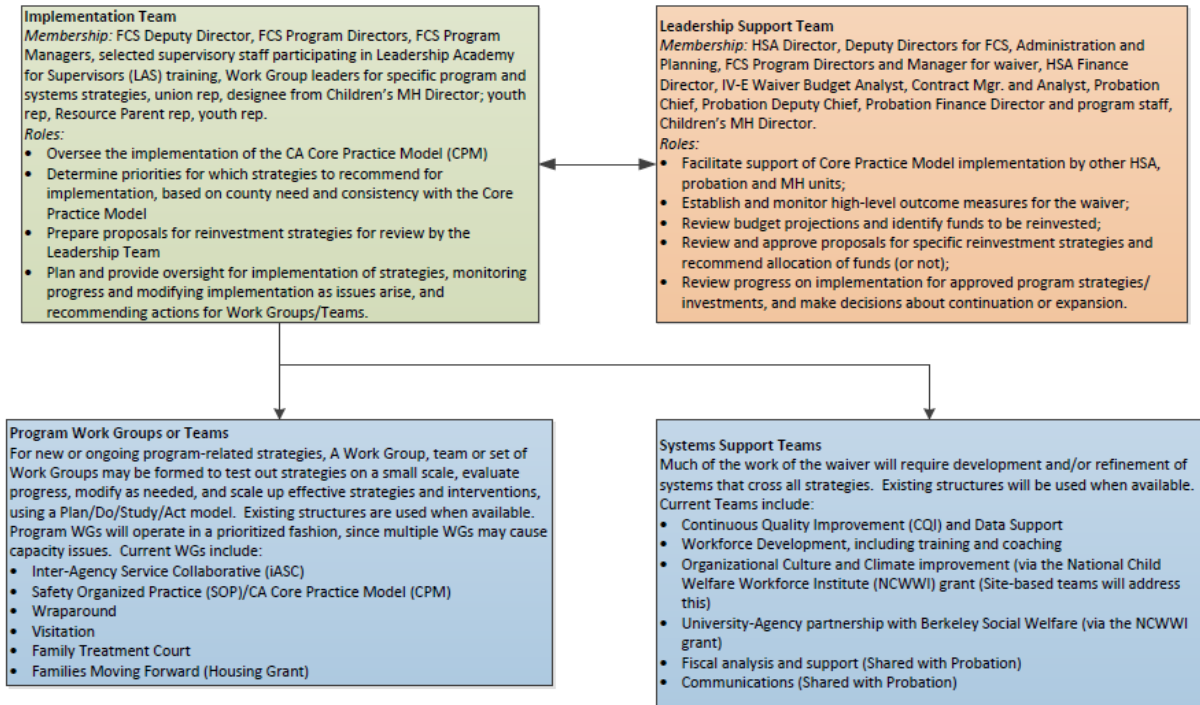 Implementation Team
Membership: FCS Deputy Director, FCS Program Directors, FCS Program
Managers, selected supervisory staff participating in Leadership Academy
for Supervisors (LAS) training, Work Group leaders for specific program and
systems strategies, union rep, designee from Children's MH Director; youth
rep, Resource Parent rep, youth rep.
Roles:
• Oversee the implementation of the CA Core Practice Model (CPM)
• Determine priorities for which strategies to recommend for
implementation, based on county need and consistency with the Core
Practice Model
• Prepare proposals for reinvestment strategies for review by the
Leadership Team
• Plan and provide oversight for implementation of strategies, monitoring
progress and modifying implementation as issues arise, and
recommending actions for Work Groups/Teams.
Leadership Support Team
Membership: HSA Director, Deputy Directors for FCS, Administration and
Planning, FCS Program Directors and Manager for waiver, HSA Finance
Director, IV-E Waiver Budget Analyst, Contract Mgr. and Analyst, Probation
Chief, Probation Deputy Chief, Probation Finance Director and program staff,
Children's MH Director.
Roles:
• Facilitate support of Core Practice Model implementation by other HSA,
probation and MH units;
• Establish and monitor high-level outcome measures for the waiver;
• Review budget projections and identify funds to be reinvested;
• Review and approve proposals for specific reinvestment strategies and
recommend allocation of funds (or not);
• Review progress on implementation for approved program strategies/
investments, and make decisions about continuation or expansion.
Program Work Groups or Teams
For new or ongoing program-related strategies, A Work Group, team or set of
Work Groups may be formed to test out strategies on a small scale, evaluate
progress, modify as needed, and scale up effective strategies and interventions,
using a Plan/Do/Study/Act model. Existing structures are used when available.
Program WGs will operate in a prioritized fashion, since multiple WGs may cause
capacity issues. Current WGs include:
• Inter-Agency Service Collaborative (iASC)
• Safety Organized Practice (SOP)/CA Core Practice Model (CPM)
• Wraparound
• Visitation
• Family Treatment Court
• Families Moving Forward (Housing Grant)
Systems Support Teams
Much of the work of the waiver will require development and/or refinement of
systems that cross all strategies. Existing structures will be used when available.
Current Teams include:
• Continuous Quality Improvement (CQI) and Data Support
• Workforce Development, including training and coaching
• Organizational Culture and Climate improvement (via the National Child
Welfare Workforce Institute (NCWWI) grant (Site-based teams will address
this)
• University-Agency partnership with Berkeley Social Welfare (via the NCWWI
grant)
• Fiscal analysis and support (Shared with Probation)
• Communications (Shared with Probation)